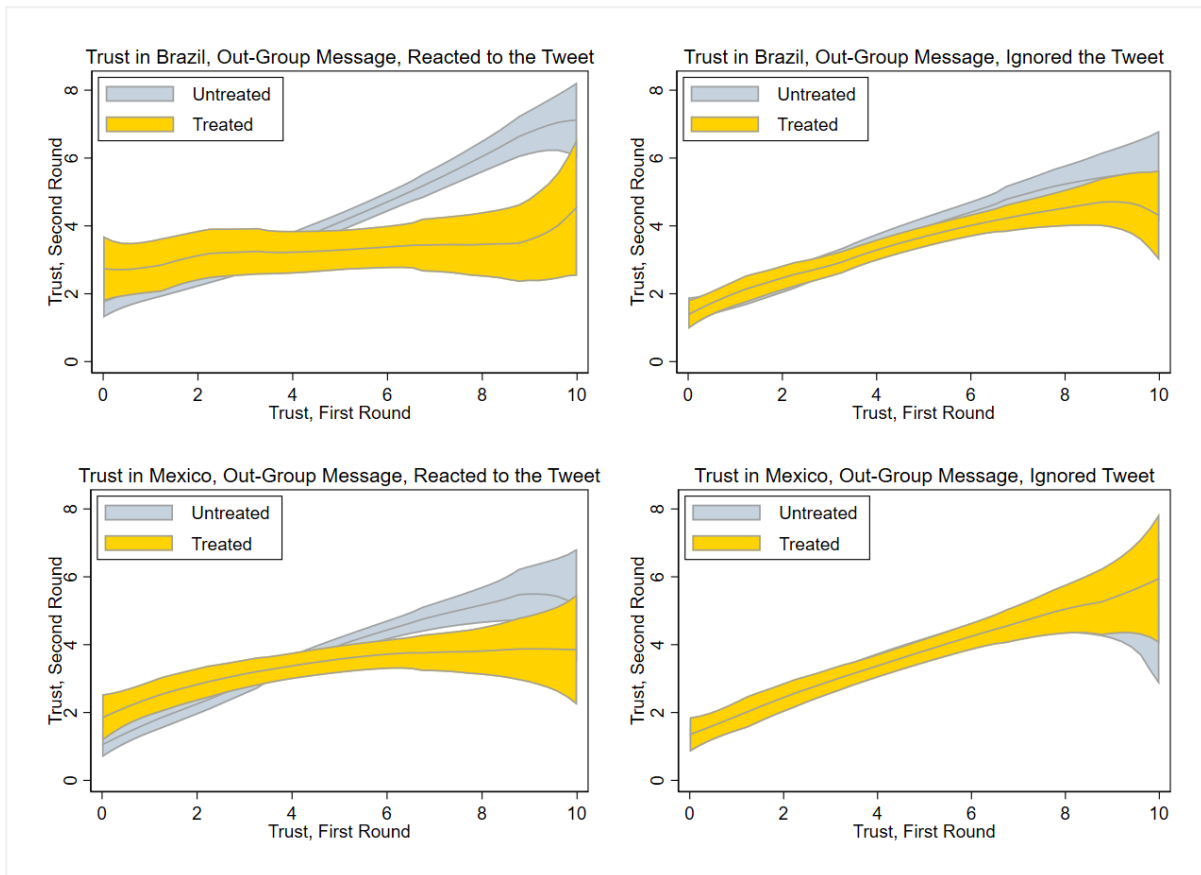 Trust in Brazil, Out-Group Message, Reacted to the Tweet
Untreated
Treated
Trust, Second Round
8
6
4
2
0
0 2 4 6 8 10
Trust, First Round
Trust in Brazil, Out-Group Message, Ignored the Tweet
Untreated
Treated
Trust, Second Round
8
6
4
2
0
0 2 4 6 8 10
Trust, First Round
Trust in Mexico, Out-Group Message, Reacted to the Tweet
Untreated
Treated
Trust, Second Round
8
6
4
2
0
0 2 4 6 8 10
Trust, First Round
Trust in Mexico, Out-Group Message, Ignored Tweet
Untreated
Treated
Trust, Second Round
8
6
4
2
0
0 2 4 6 8 10
Trust, First Round